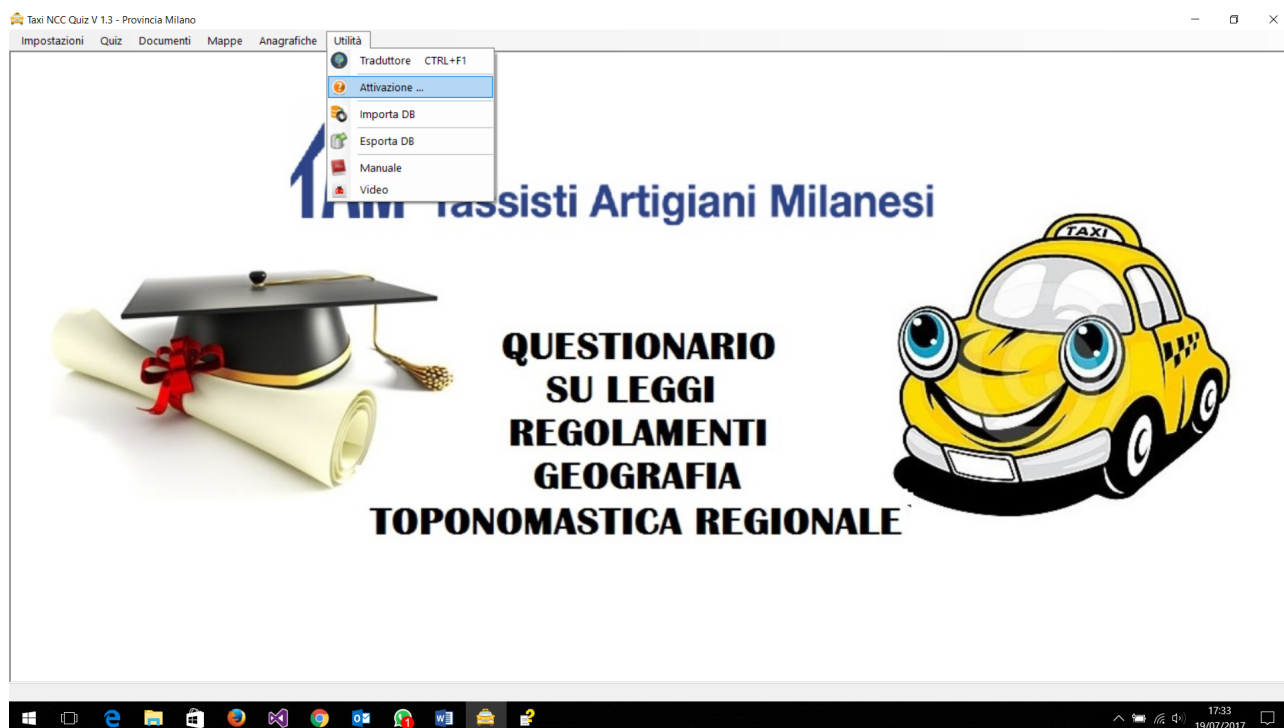 Taxi NCC Quiz V 1.3 - Provincia Milano
Impostazioni Quiz Documenti Mappe Anagrafiche Utilità
Traduttore CTRL+F1
Attivazione ...
Importa DB
Esporta DB
Manuale
Video
Tassisti Artigiani Milanesi
TAXI
QUESTIONARIO
SU LEGGI
REGOLAMENTI
GEOGRAFIA
TOPONOMASTICA REGIONALE`
1
17:33
19/07/2017